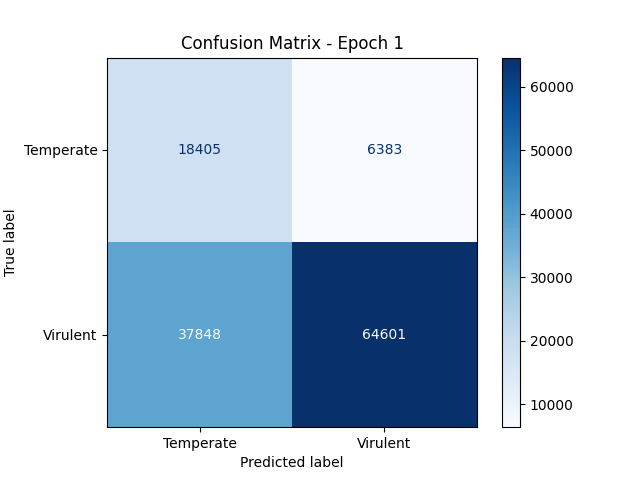 Confusion Matrix - Epoch 1
True label
Temperate
Virulent
18405
6383
37848
64601
Temperate
Virulent
Predicted label
60000
50000
40000
30000
20000
10000